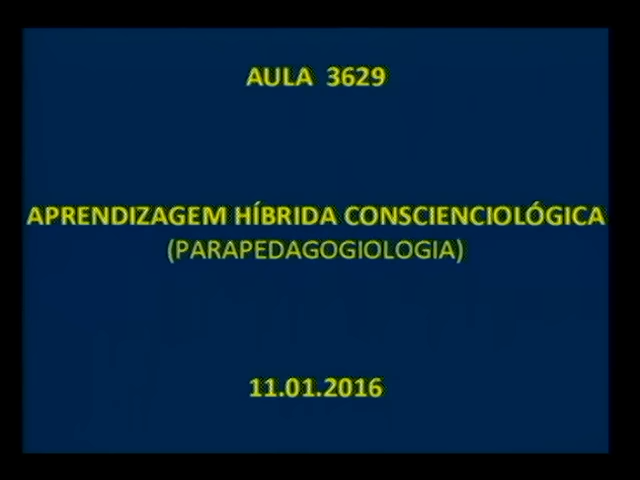 AULA 3629
APRENDIZAGEM HÍBRIDA CONSCIENCIOLÓGICA
(PARAPEDAGOGIOLOGIA)
11.01.2016